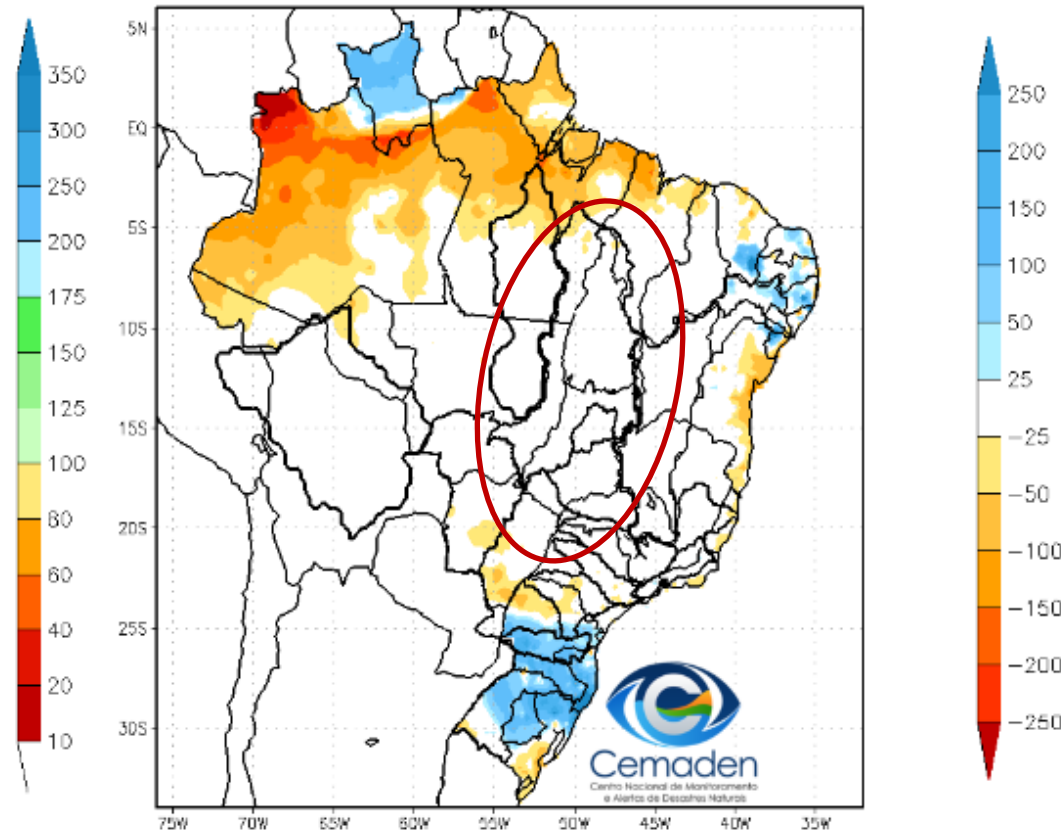 350
300
250
200
175
150
125
100
80
60
40
20
10
5N
EQ
5S
10S
15S
20S
25S
30S
75W
70W
65W
60W
55W
50W
45W
40W
35W
Cemaden
Centro Nacional de Monitoramento
e Alertas de Desastres Naturais
250
200
150
100
50
25
−25
−50
−100
−150
−200
−250